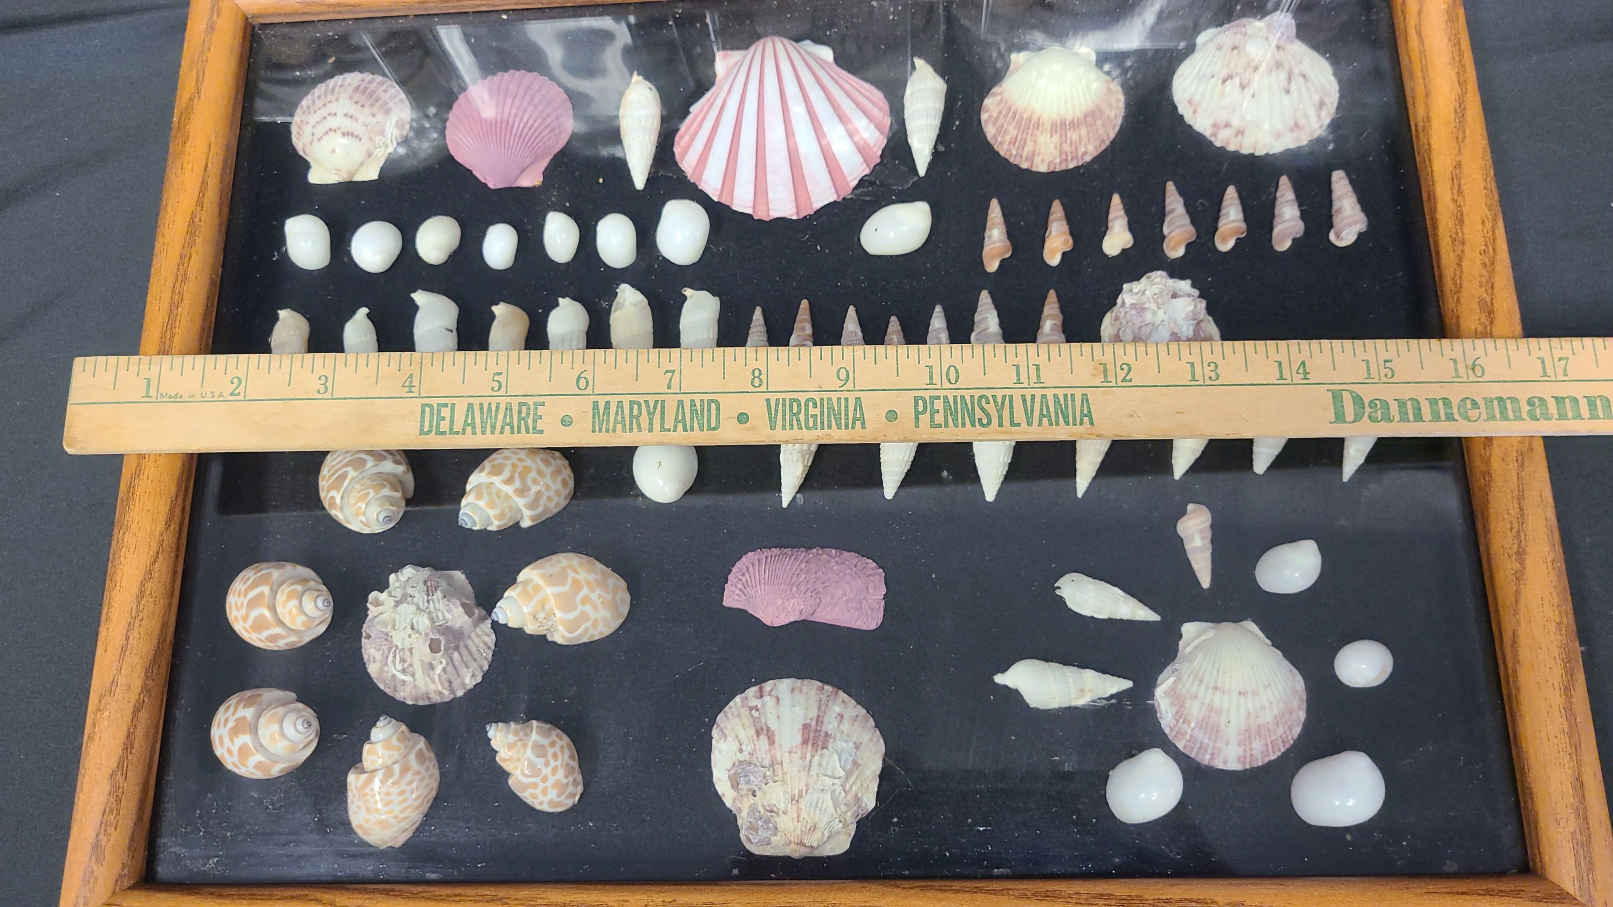 1 2 3 4 5 6 7 8 9 10 11 12 13 14 15 16 17
Made in U.S.A.
DELAWARE • MARYLAND • VIRGINIA • PENNSYLVANIA
Dannemann